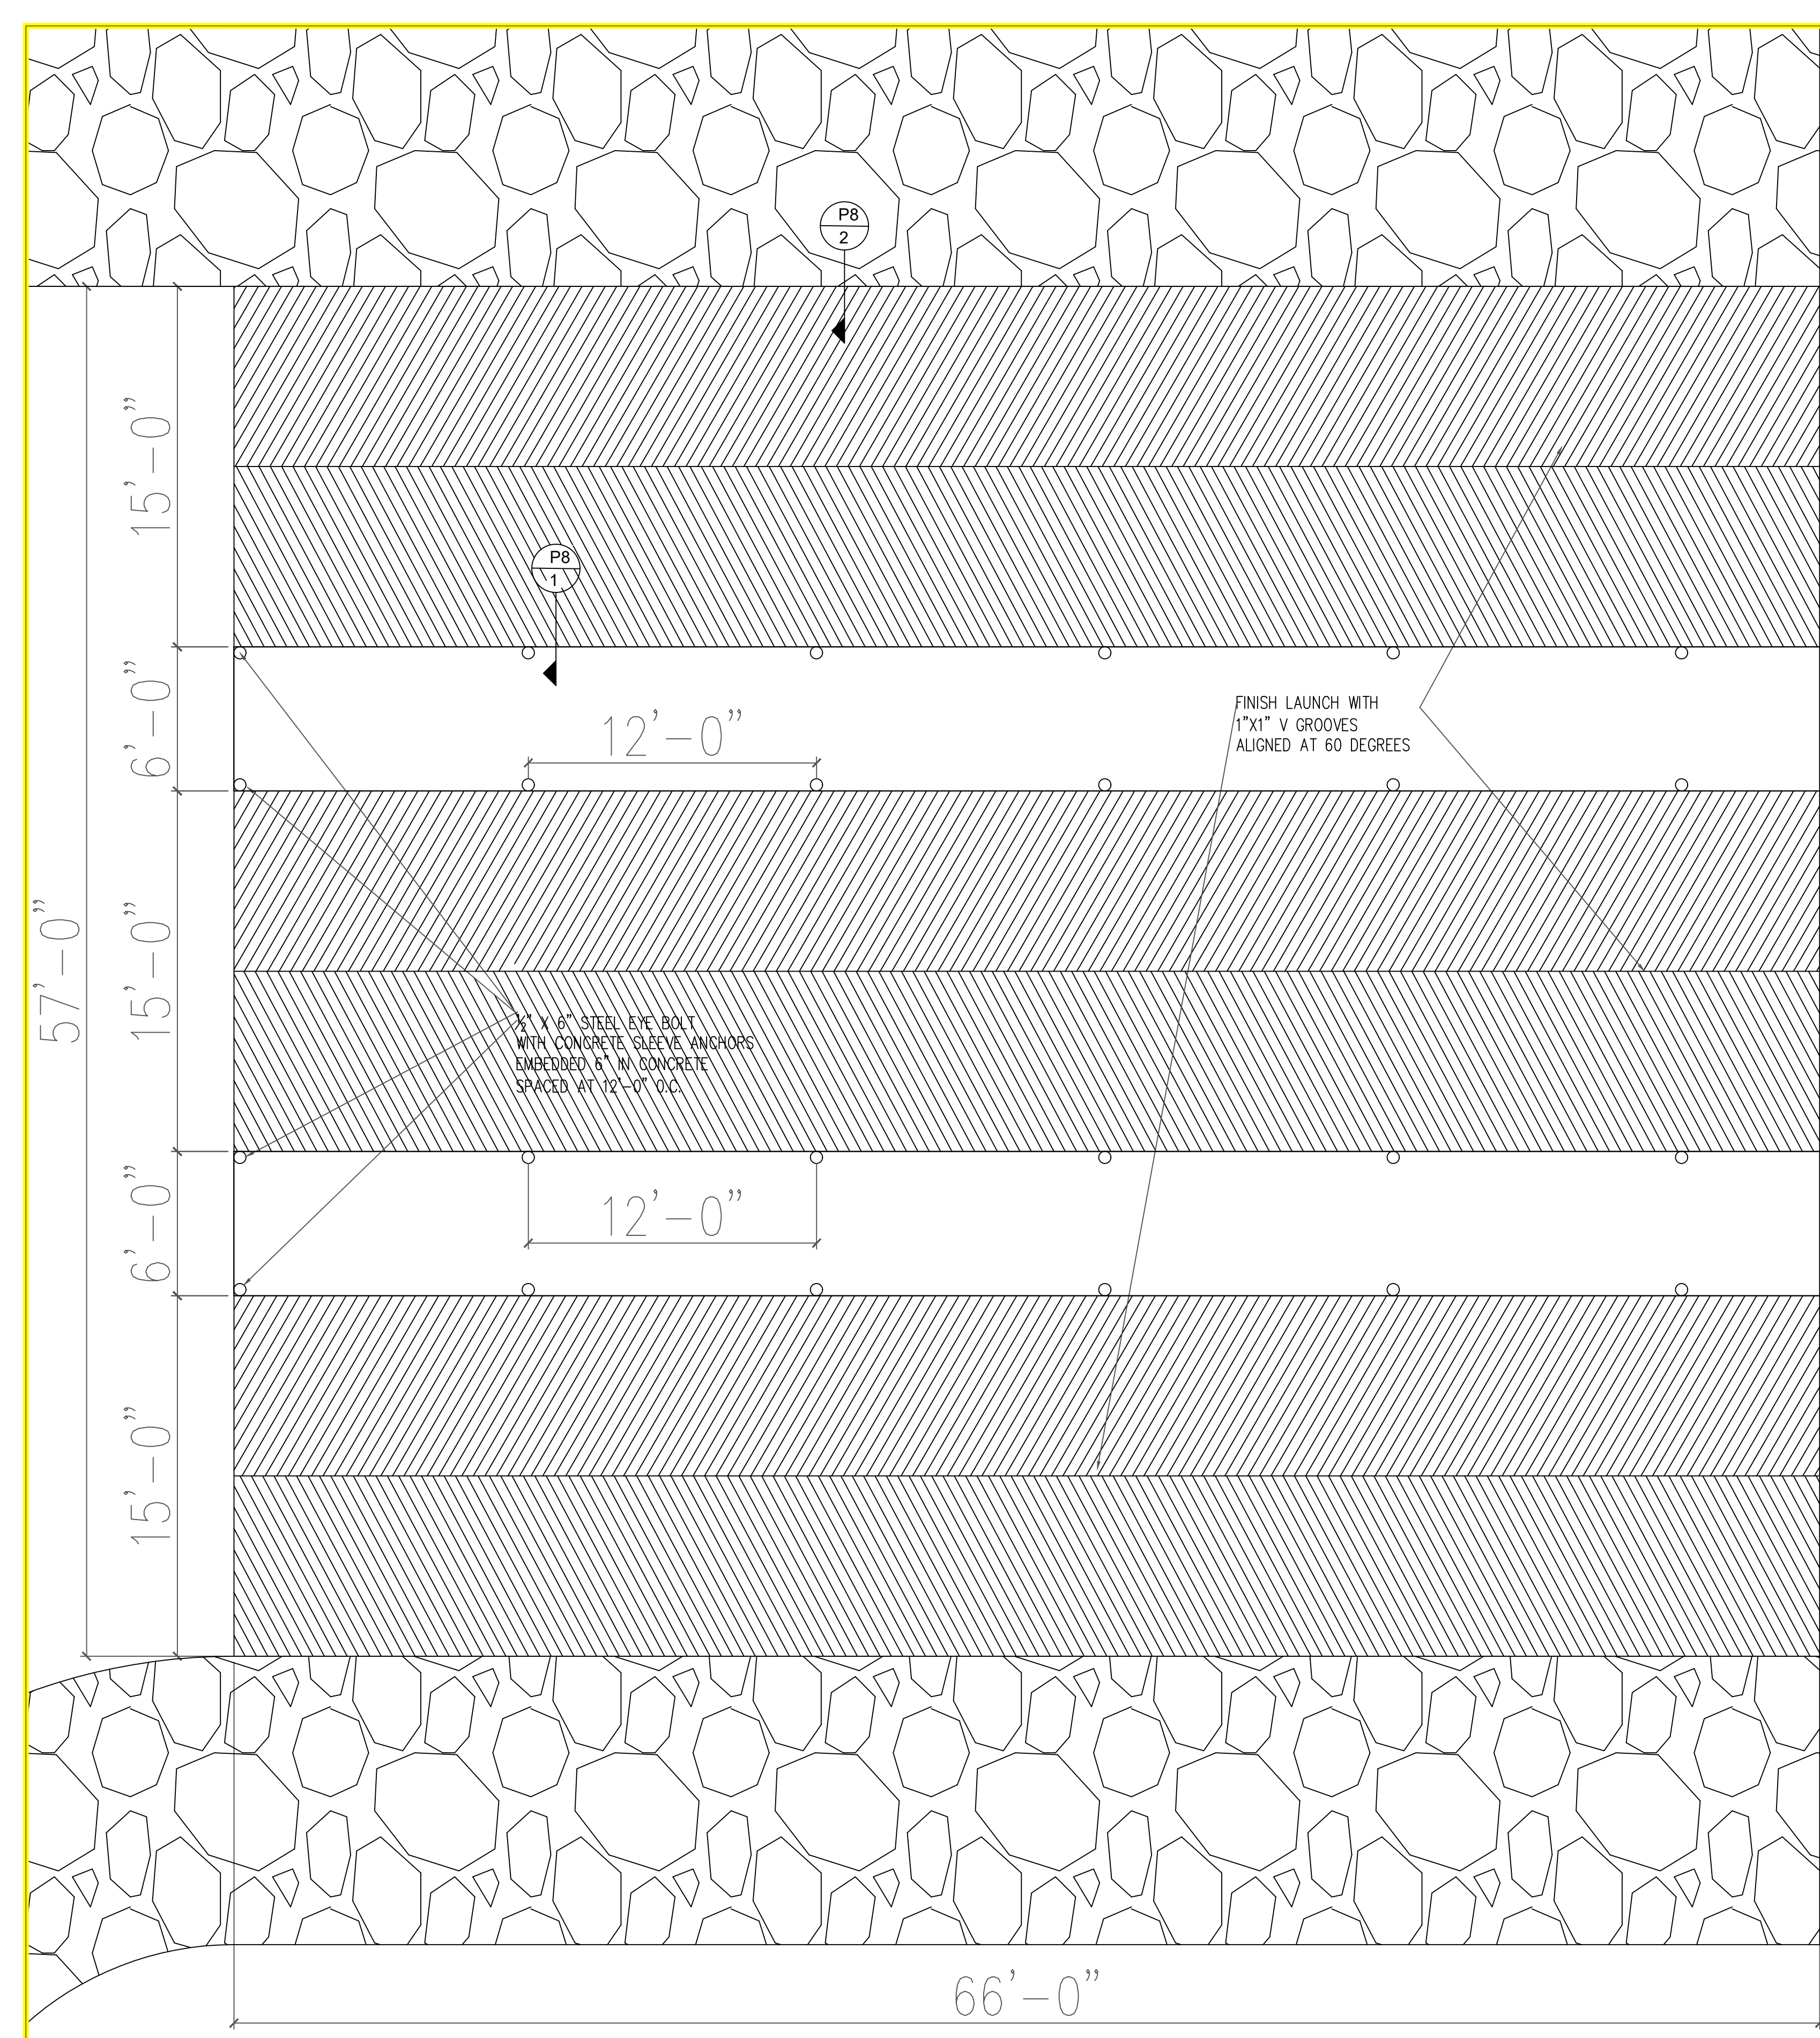 P8
2
15'-0"
P8
1
6'-0"
12'-0"
FINISH LAUNCH WITH
1"X1" V GROOVES
ALIGNED AT 60 DEGREES
57'-0"
15'-0"
½" X 6" STEEL EYE BOLT
WITH CONCRETE SLEEVE ANCHORS
EMBEDDED 6" IN CONCRETE
SPACED AT 12'-0" O.C.
6'-0"
12'-0"
15'-0"
66'-0"